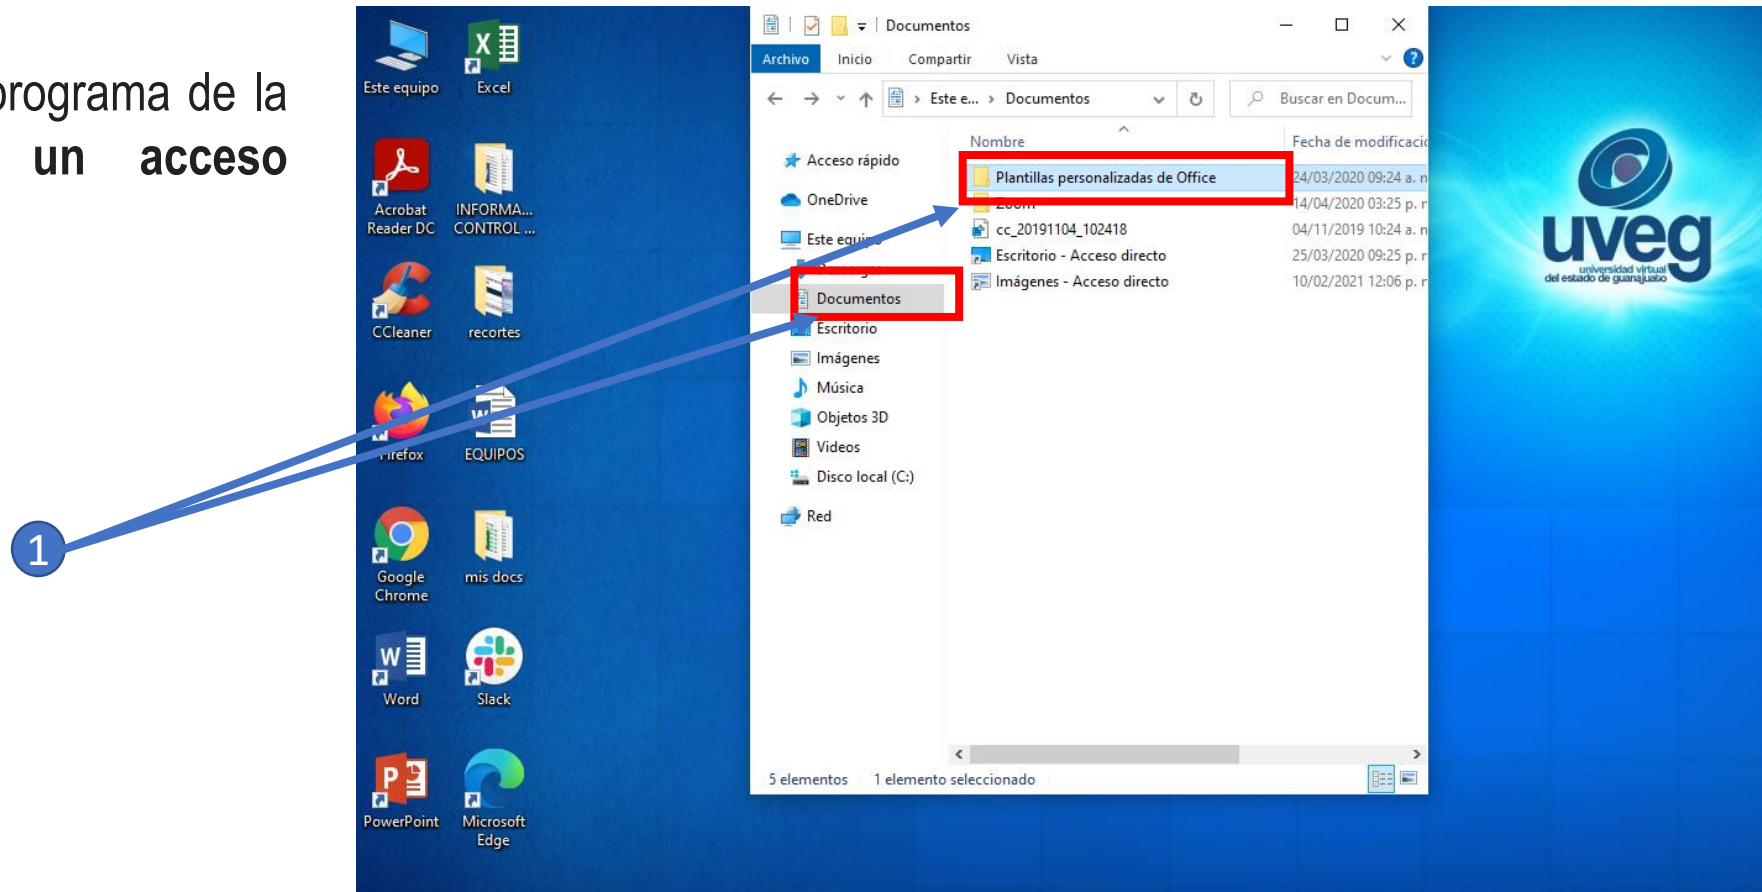 programa de la
un acceso
1
Este equipo
Excel
Acrobat
Reader DC
INFORMA...
CONTROL ...
CCleaner
recortes
Firefox
EQUIPOS
Google
Chrome
mis docs
Word
Slack
PowerPoint
Microsoft
Edge
Documentos
Archivo Inicio Compartir Vista
Este e... > Documentos
Buscar en Docum...
Nombre
Fecha de modificació
Acceso rápido
OneDrive
Este equipo
Documentos
Escritorio
Imágenes
Música
Objetos 3D
Videos
Disco local (C:)
Red
Plantillas personalizadas de Office 24/03/2020 09:24 a. n
Zoom 14/04/2020 03:25 p. r
cc_20191104_102418 04/11/2019 10:24 a. n
Escritorio - Acceso directo 25/03/2020 09:25 p. r
Imágenes - Acceso directo 10/02/2021 12:06 p. r
5 elementos 1 elemento seleccionado
uveg
universidad virtual
del estado de guanajuato